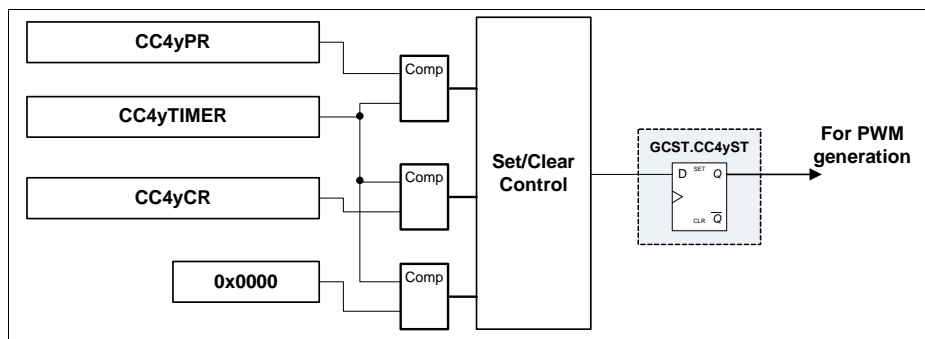 CC4yPR
Comp
CC4yTIMER
Set/Clear
Control
GCST.CC4yST
D SET Q
CLR Q
For PWM
generation
Comp
CC4yCR
Comp
0x0000